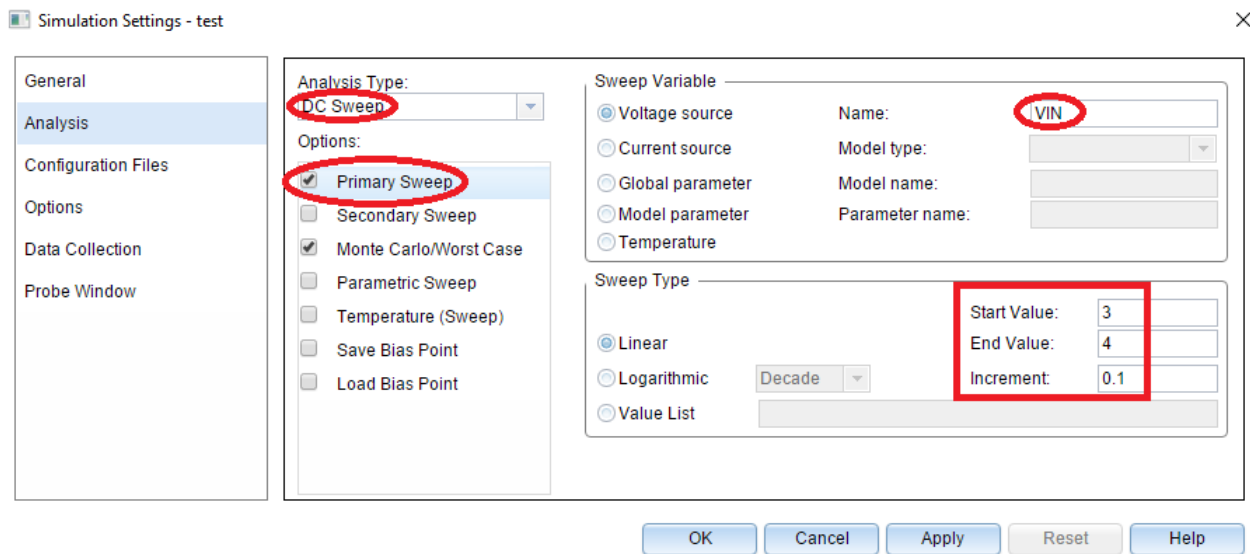 Simulation Settings - test
General
Analysis
Configuration Files
Options
Data Collection
Probe Window
Analysis Type:
DC Sweep
Options:
Primary Sweep
Secondary Sweep
Monte Carlo/Worst Case
Parametric Sweep
Temperature (Sweep)
Save Bias Point
Load Bias Point
Sweep Variable
Voltage source Name: VIN
Current source Model type:
Global parameter Model name:
Model parameter Parameter name:
Temperature
Sweep Type
Start Value: 3
Linear End Value: 4
Logarithmic Decade Increment: 0.1
Value List
OK Cancel Apply Reset Help